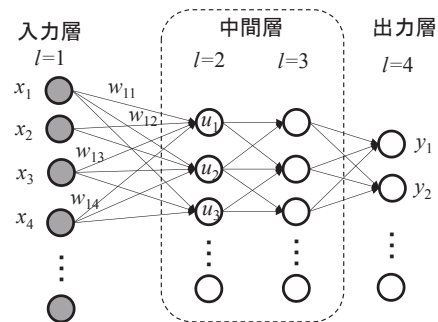 入力層 中間層 出力層
l=1 l=2 l=3 l=4
x1 w11
x2 w12 u1
w13 y1
x3 u2
w14 y2
x4 u3